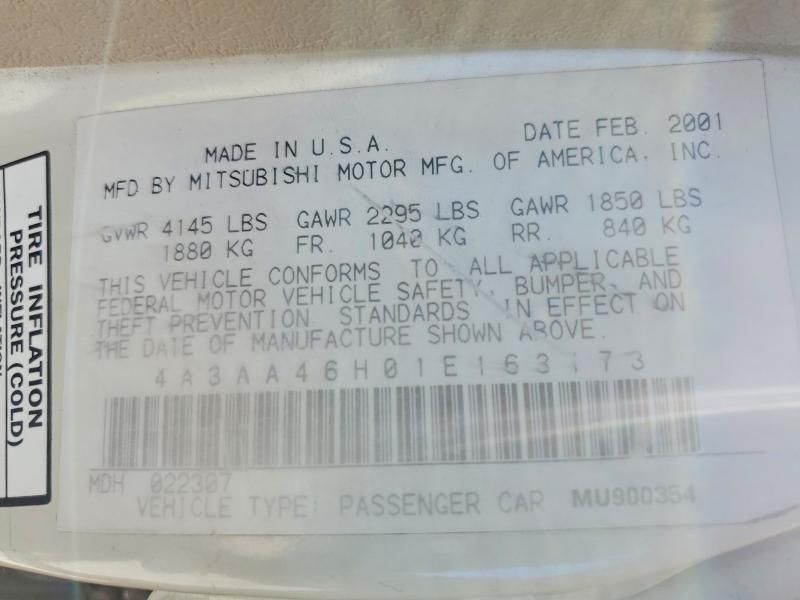 MADE IN U.S.A. DATE FEB. 2001
MFD BY MITSUBISHI MOTOR MFG. OF AMERICA, INC.
GVWR 4145 LBS GAWR 2295 LBS GAWR 1850 LBS
1880 KG FR. 1040 KG RR. 840 KG
THIS VEHICLE CONFORMS TO ALL APPLICABLE
FEDERAL MOTOR VEHICLE SAFETY, BUMPER, AND
THEFT PREVENTION STANDARDS IN EFFECT ON
THE DATE OF MANUFACTURE SHOWN ABOVE.
4A3AA46H01E163173
MDH 022307
VEHICLE TYPE: PASSENGER CAR MU900354
TIRE INFLATION
PRESSURE (COLD)